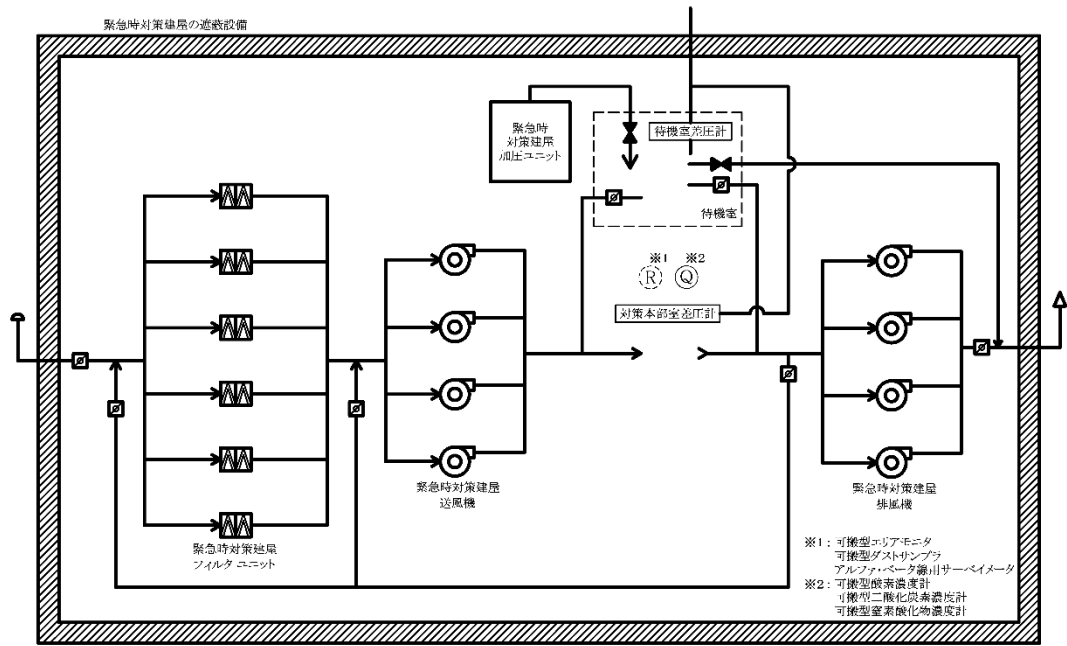 緊急時対策建屋の遮蔽設備
緊急時
対策建屋
加圧ユニット
待機室差圧計
待機室
※1
※2
R
Q
対策本部室差圧計
緊急時対策建屋
送風機
緊急時対策建屋
排風機
緊急時対策建屋
フィルタユニット
※1：可搬型エリアモニタ
可搬型ダストサンプラ
アルファ・ベータ線用サーベイメータ
※2：可搬型酸素濃度計
可搬型二酸化炭素濃度計
可搬型窒素酸化物濃度計